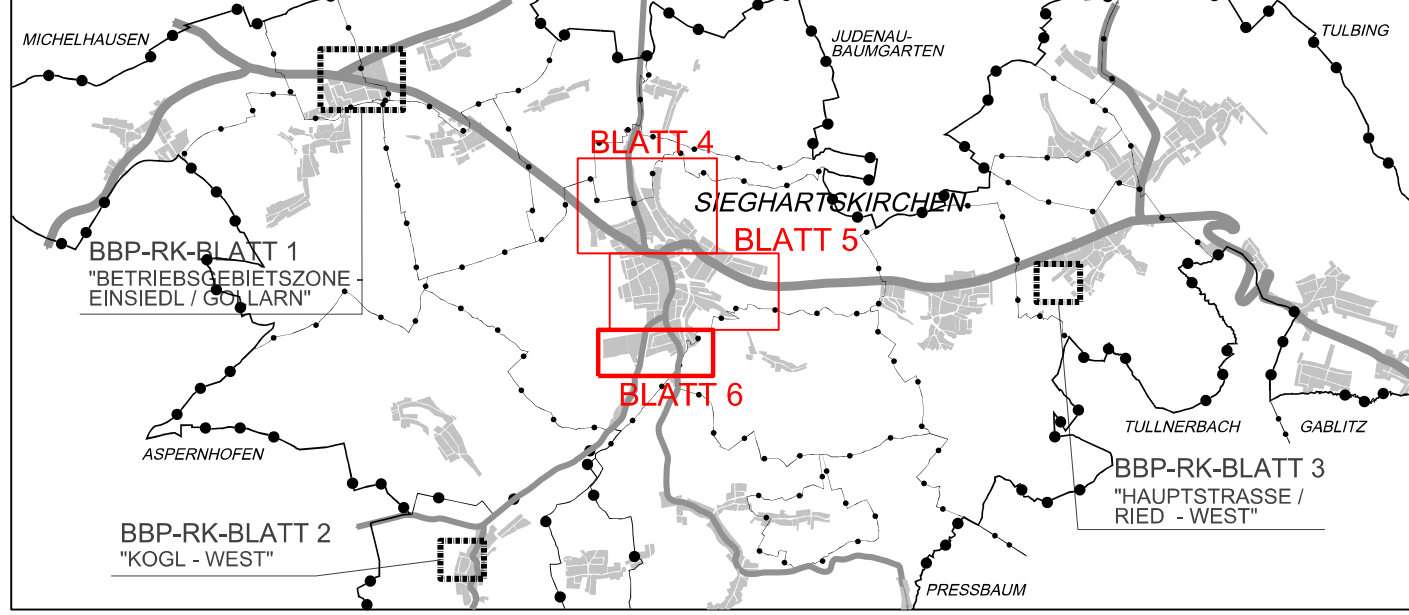 MICHELHAUSEN
JUDENAU-
BAUMGARTEN
TULBING
BLATT 4
SIEGHARTSKIRCHEN
BLATT 5
BBP-RK-BLATT 1
"BETRIEBSGEBIETSZONE -
EINSIEDL / GOLLARN"
BLATT 6
ASPERNHOFEN
TULLNERBACH
GABLITZ
BBP-RK-BLATT 3
"HAUPTSTRASSE /
RIED - WEST"
BBP-RK-BLATT 2
"KOGL - WEST"
PRESSBAUM